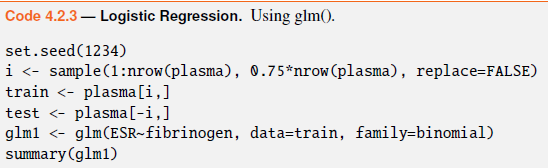 Code 4.2.3 — Logistic Regression. Using glm().
set.seed(1234)
i <- sample(1:nrow(plasma), 0.75*nrow(plasma), replace=FALSE)
train <- plasma[i,]
test <- plasma[-i,]
glm1 <- glm(ESR~fibrinogen, data=train, family=binomial)
summary(glm1)